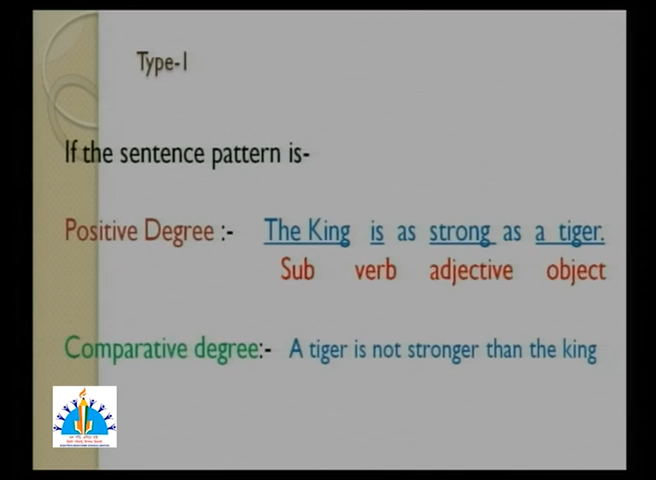 Type-1
If the sentence pattern is-
Positive Degree :- The King is as strong as a tiger.
Sub verb adjective object
Comparative degree:- A tiger is not stronger than the king